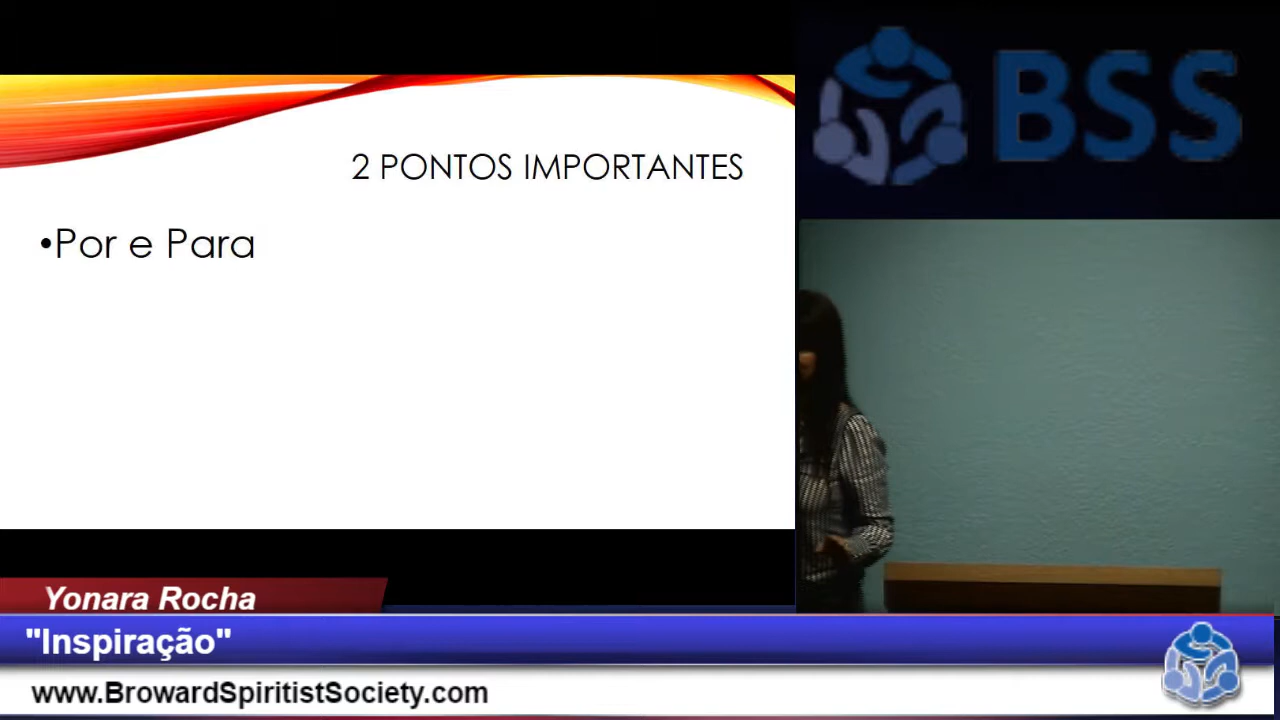 BSS
2 PONTOS IMPORTANTES
•Por e Para
Yonara Rocha
"Inspiração"
www.BrowardSpiritistSociety.com